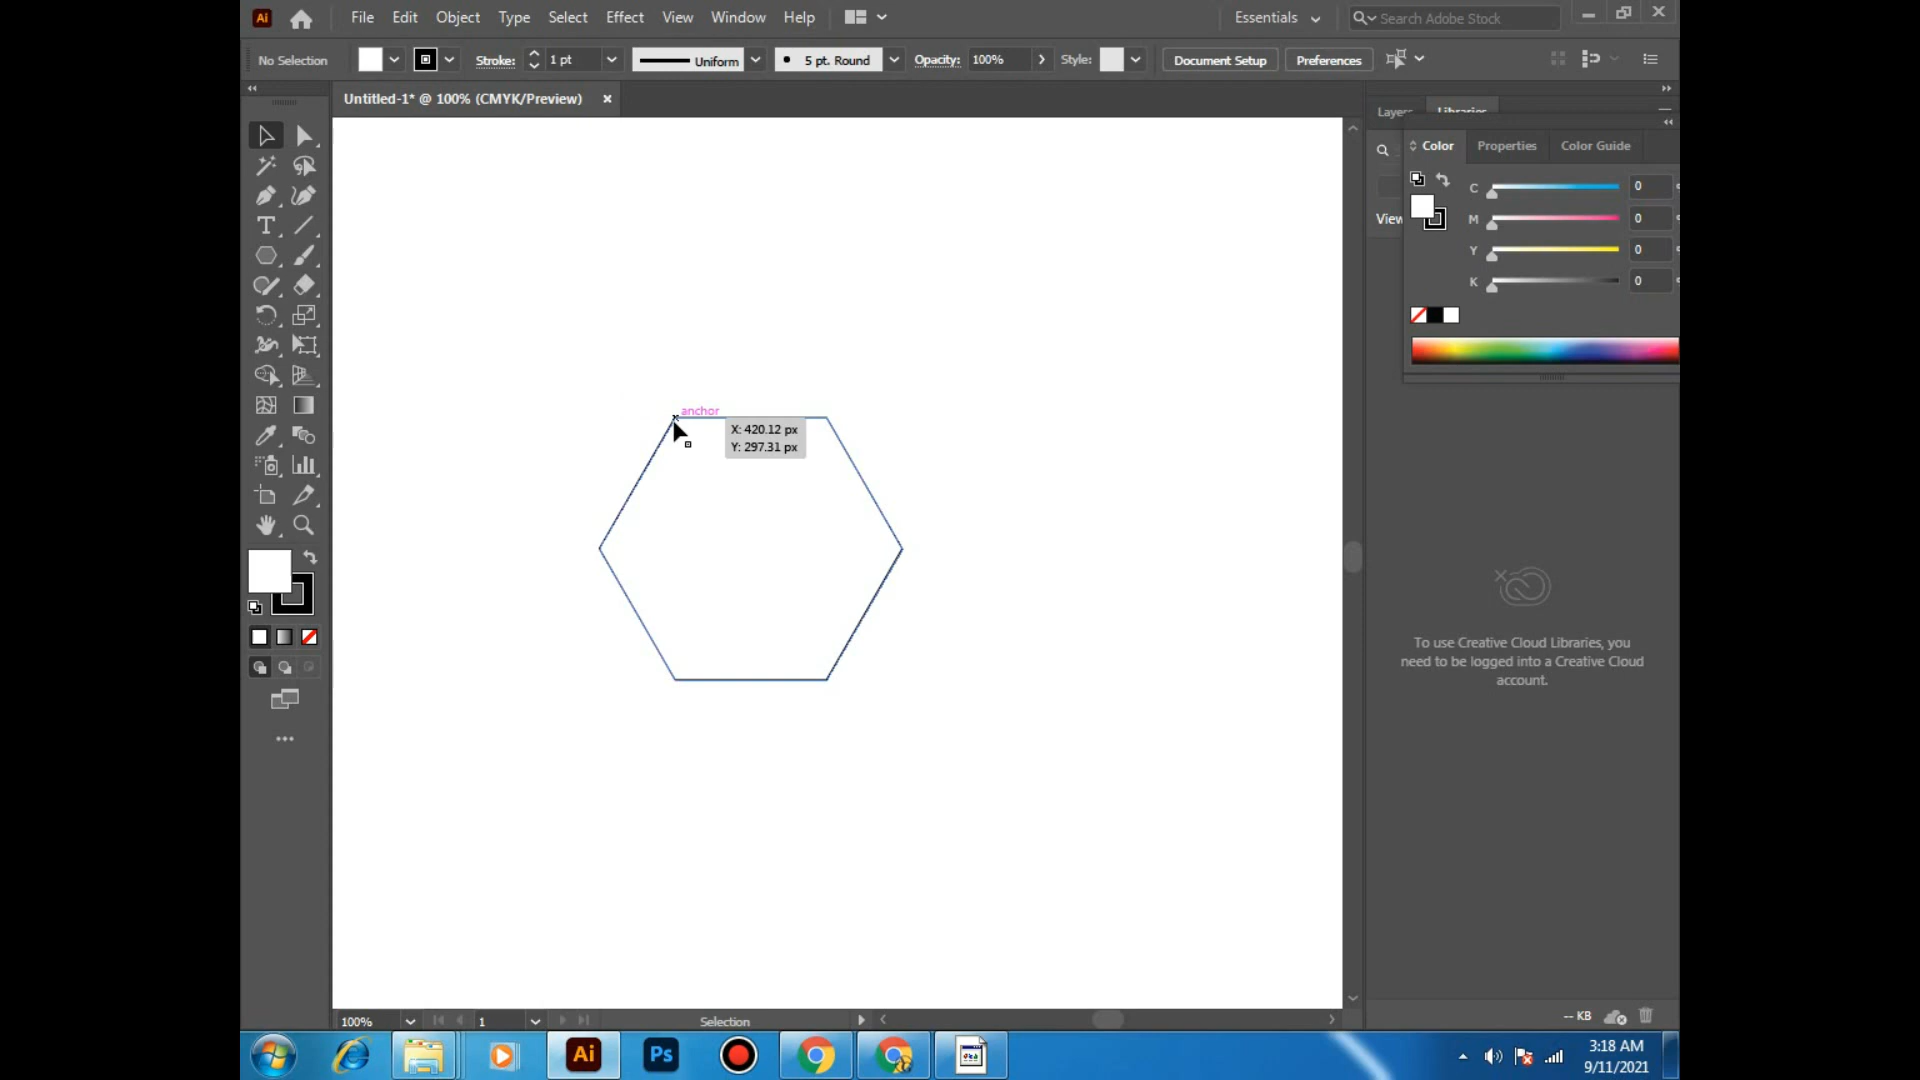 Ai File Edit Object Type Select Effect View Window Help Essentials Search Adobe Stock
No Selection Stroke: 1 pt Uniform 5 pt. Round Opacity: 100% Style: Document Setup Preferences
Untitled-1* @ 100% (CMYK/Preview)
Layers Libraries
Color Properties Color Guide
C 0
M 0
View
Y 0
K 0
anchor
X: 420.12 px
Y: 297.31 px
To use Creative Cloud Libraries, you
need to be logged into a Creative Cloud
account.
-- KB
100% 1 Selection
Ai Ps
3:18 AM
9/11/2021